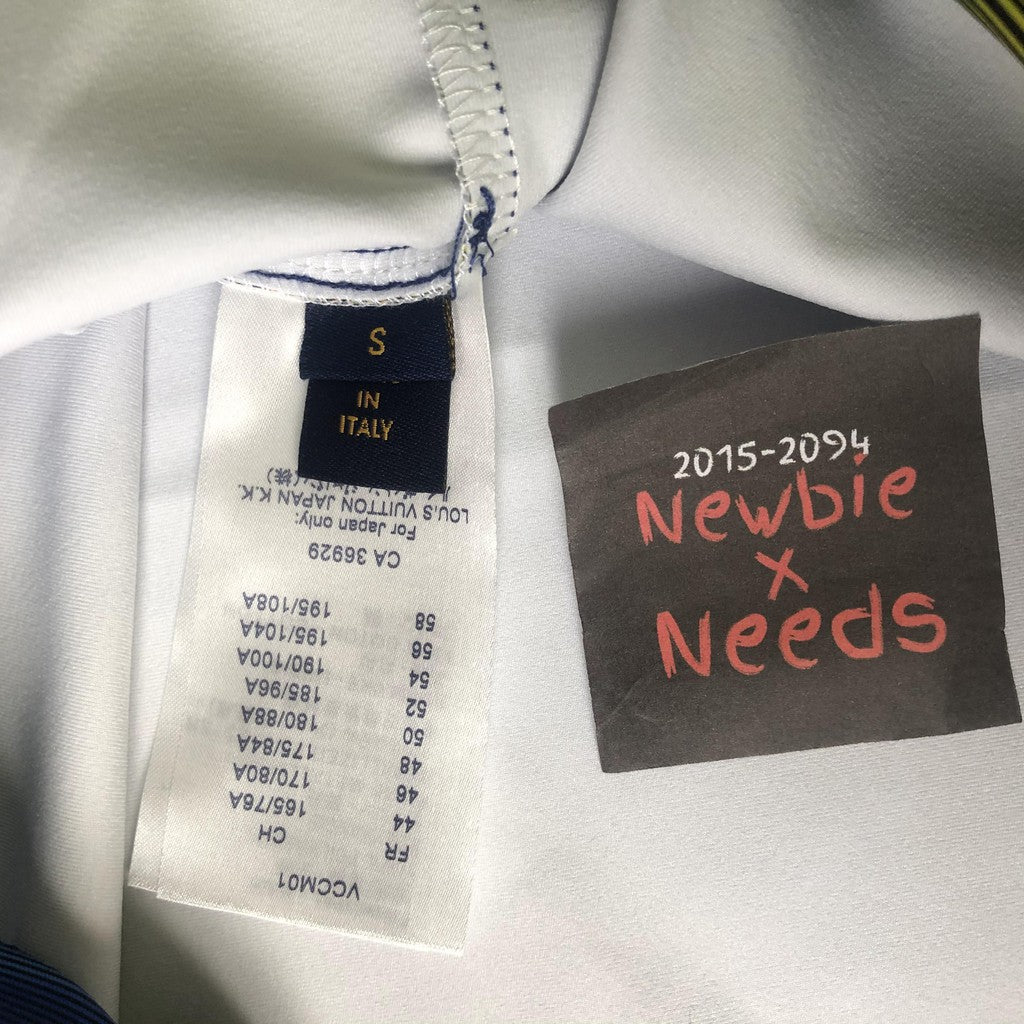 S
IN
ITALY
VCCM01
FR CH
44 165/76A
46 170/80A
48 175/84A
50 180/88A
52 185/96A
54 190/100A
56 195/104A
58 195/108A
CA 36929
For Japan only:
LOUIS VUITTON JAPAN K.K.
2015-2094
Newbie
x
Needs